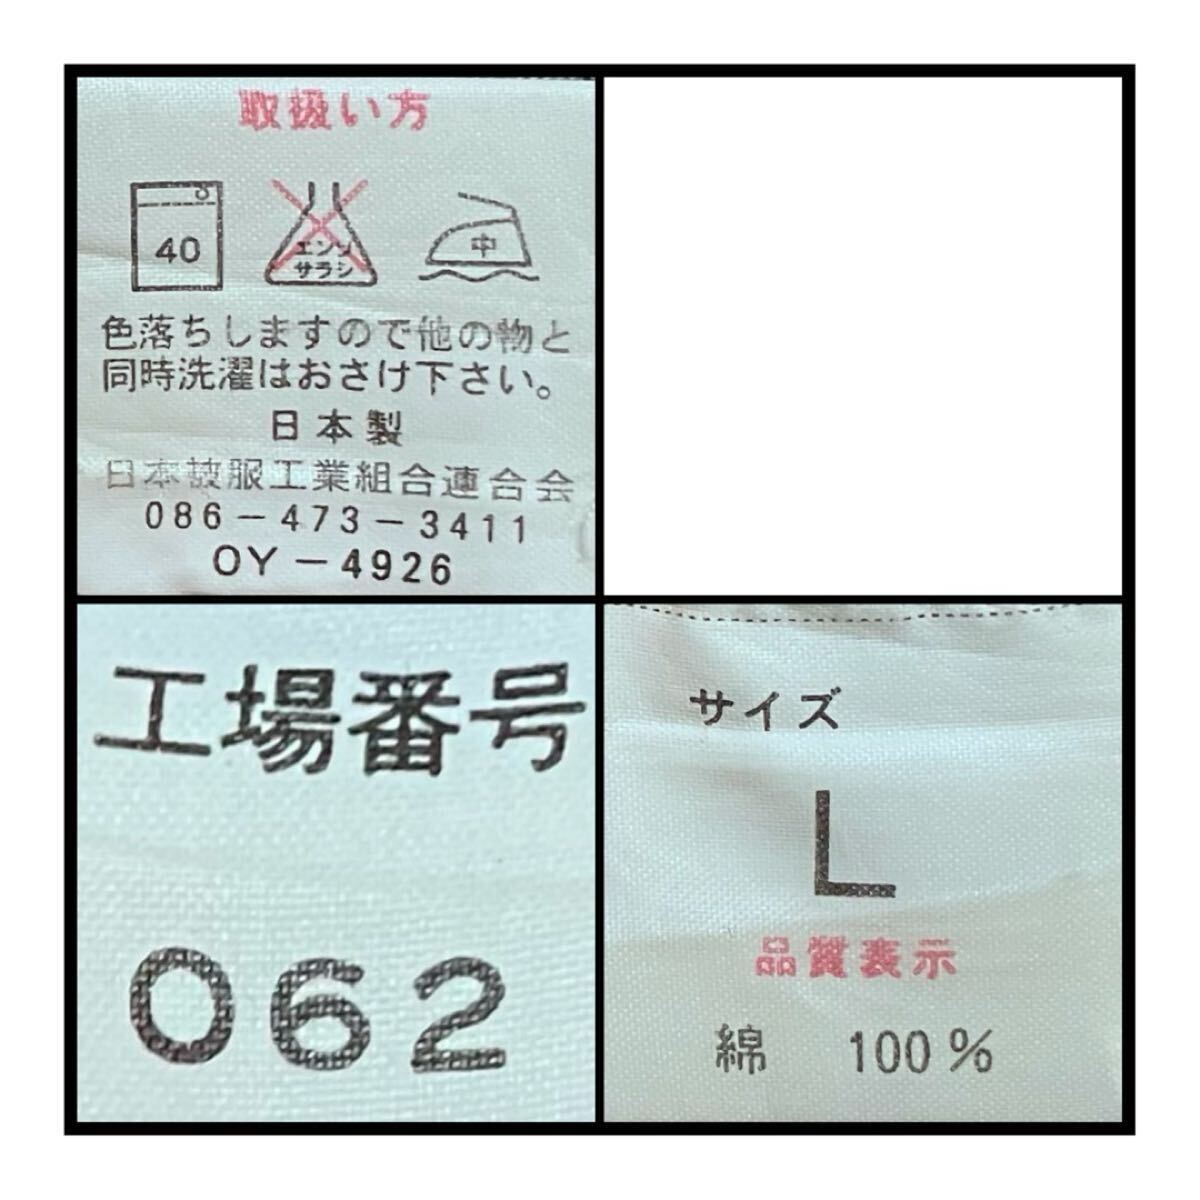 取扱い方
40
エンソ
サラシ
中
色落ちしますので他の物と
同時洗濯はおさけ下さい。
日本製
日本被服工業組合連合会
086-473-3411
OY-4926
工場番号
062
サイズ
L
品質表示
綿 100%